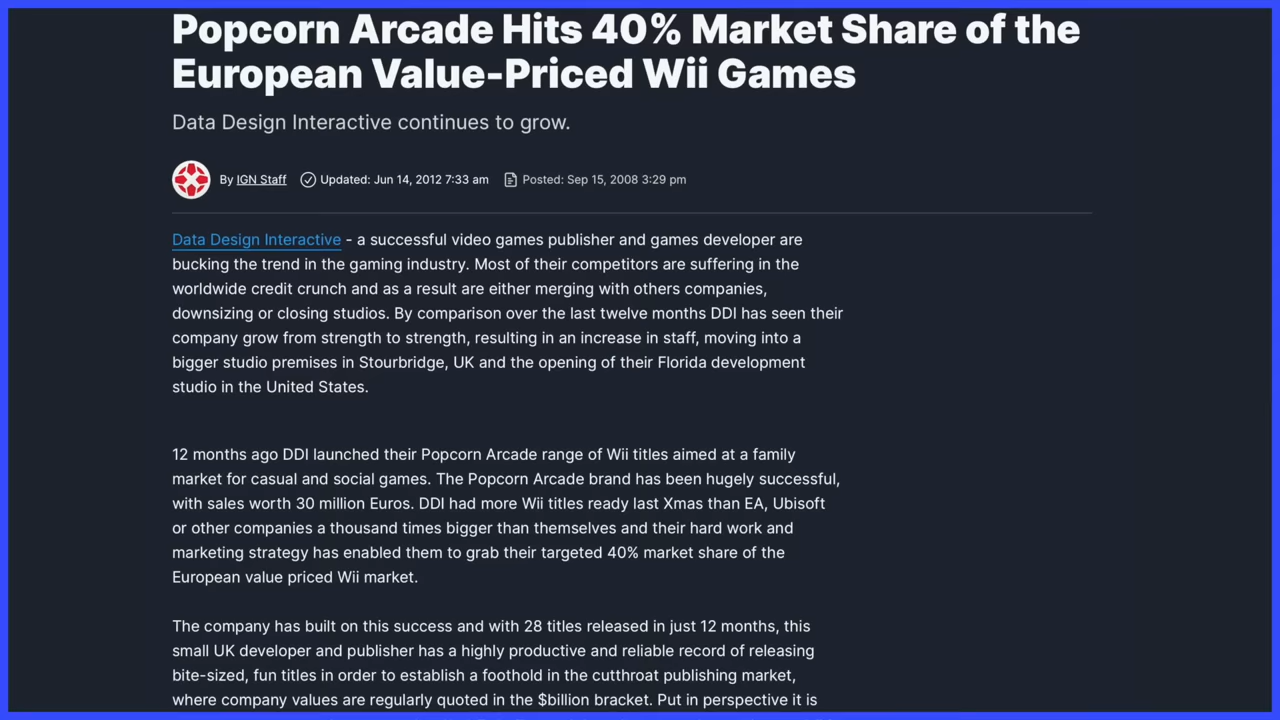 Popcorn Arcade Hits 40% Market Share of the
European Value-Priced Wii Games
Data Design Interactive continues to grow.
By IGN Staff Updated: Jun 14, 2012 7:33 am Posted: Sep 15, 2008 3:29 pm
Data Design Interactive - a successful video games publisher and games developer are
bucking the trend in the gaming industry. Most of their competitors are suffering in the
worldwide credit crunch and as a result are either merging with others companies,
downsizing or closing studios. By comparison over the last twelve months DDI has seen their
company grow from strength to strength, resulting in an increase in staff, moving into a
bigger studio premises in Stourbridge, UK and the opening of their Florida development
studio in the United States.
12 months ago DDI launched their Popcorn Arcade range of Wii titles aimed at a family
market for casual and social games. The Popcorn Arcade brand has been hugely successful,
with sales worth 30 million Euros. DDI had more Wii titles ready last Xmas than EA, Ubisoft
or other companies a thousand times bigger than themselves and their hard work and
marketing strategy has enabled them to grab their targeted 40% market share of the
European value priced Wii market.
The company has built on this success and with 28 titles released in just 12 months, this
small UK developer and publisher has a highly productive and reliable record of releasing
bite-sized, fun titles in order to establish a foothold in the cutthroat publishing market,
where company values are regularly quoted in the $billion bracket. Put in perspective it is